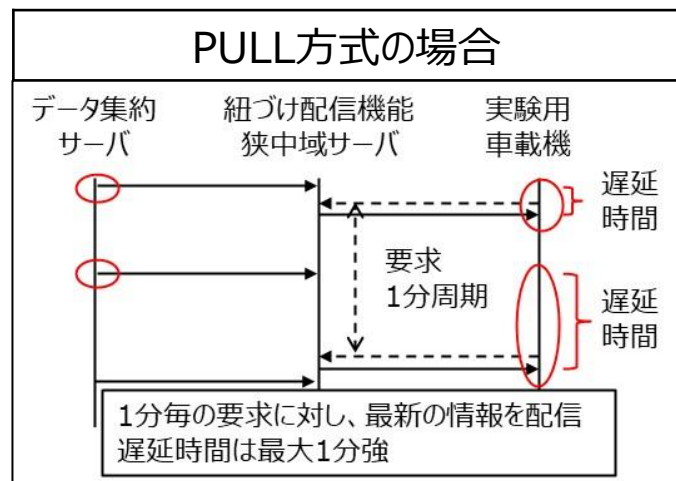 PULL方式の場合
データ集約
サーバ
紐づけ配信機能
狭中域サーバ
実験用
車載機
遅延
時間
要求
1分周期
遅延
時間
1分毎の要求に対し、最新の情報を配信
遅延時間は最大1分強